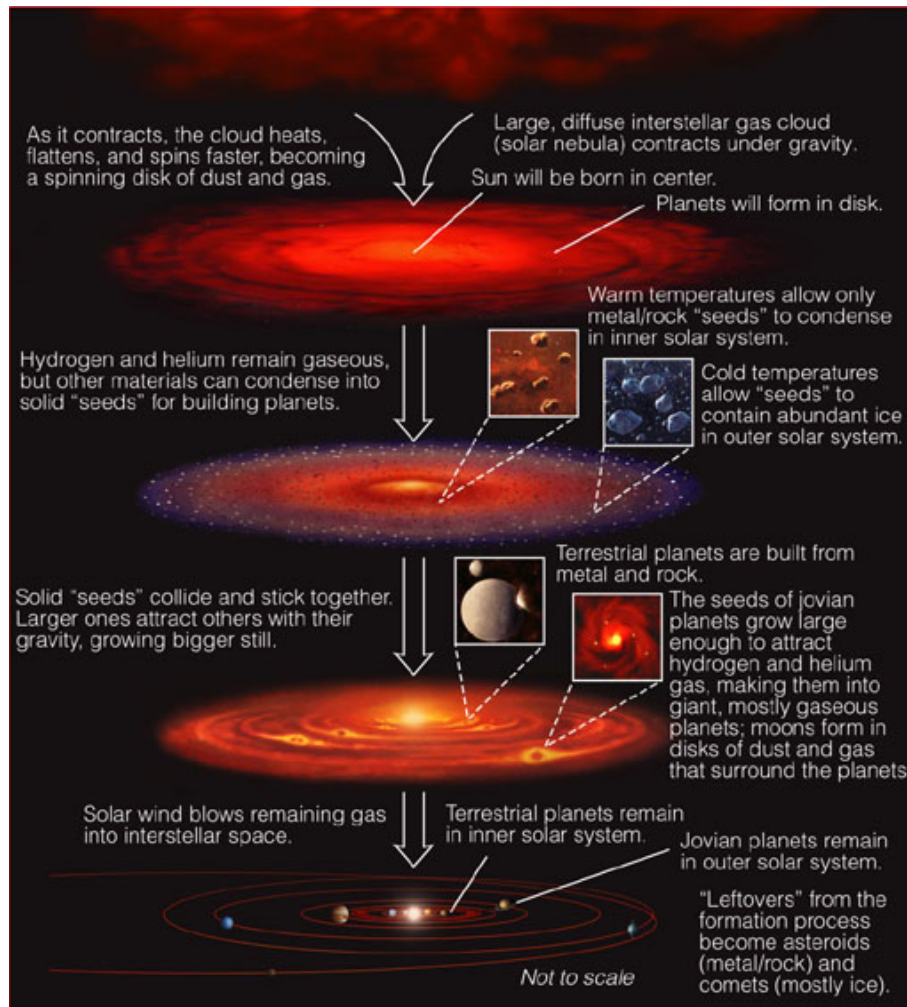 As it contracts, the cloud heats,
flattens, and spins faster, becoming
a spinning disk of dust and gas.
Large, diffuse interstellar gas cloud
(solar nebula) contracts under gravity.
Sun will be born in center.
Planets will form in disk.
Warm temperatures allow only
metal/rock “seeds” to condense
in inner solar system.
Hydrogen and helium remain gaseous,
but other materials can condense into
solid “seeds” for building planets.
Cold temperatures
allow “seeds” to
contain abundant ice
in outer solar system.
Terrestrial planets are built from
metal and rock.
Solid “seeds” collide and stick together.
Larger ones attract others with their
gravity, growing bigger still.
The seeds of jovian
planets grow large
enough to attract
hydrogen and helium
gas, making them into
giant, mostly gaseous
planets; moons form in
disks of dust and gas
that surround the planets
Solar wind blows remaining gas
into interstellar space.
Terrestrial planets remain
in inner solar system.
Jovian planets remain
in outer solar system.
“Leftovers” from the
formation process
become asteroids
(metal/rock) and
comets (mostly ice).
Not to scale